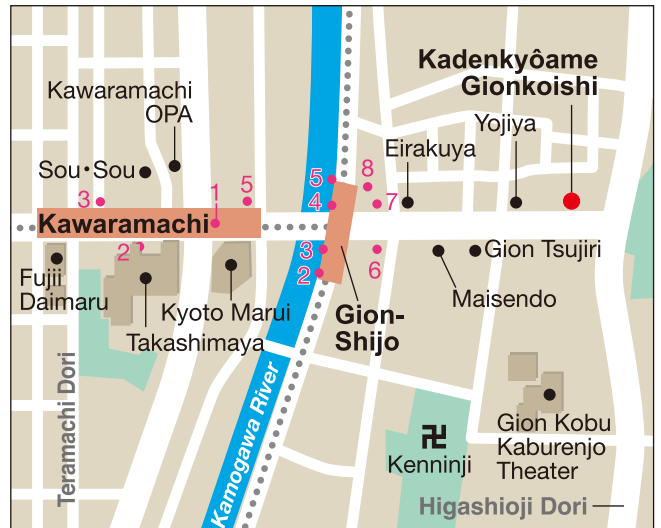 Kadenkyôame
Gionkoishi
Kawaramachi
OPA
Yojiya
Eirakuya
Sou・Sou
5
8
3
1
5
4
7
Kawaramachi
2
3
6
2
Gion Tsujiri
Fujii
Daimaru
Kyoto Marui
Takashimaya
Gion-
Shijo
Maisendo
Teramachi Dori
Kamogawa River
Gion Kobu
Kaburenjo
Theater
卍
Kenninji
Higashioji Dori